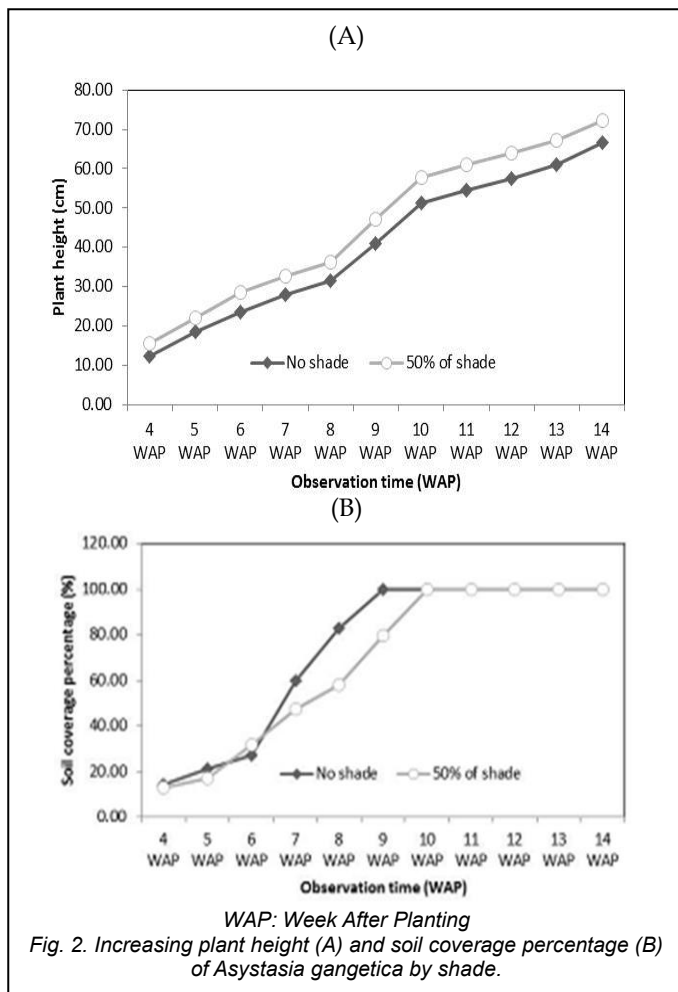 (A)
80.00
70.00
60.00
50.00
40.00
30.00
20.00
10.00
0.00
Plant height (cm)
No shade 50% of shade
4 5 6 7 8 9 10 11 12 13 14
WAP WAP WAP WAP WAP WAP WAP WAP WAP WAP WAP
Observation time (WAP)
(B)
120.00
100.00
80.00
60.00
40.00
20.00
0.00
Soil coverage percentage (%)
No shade 50% of shade
4 5 6 7 8 9 10 11 12 13 14
WAP WAP WAP WAP WAP WAP WAP WAP WAP WAP WAP
Observation time (WAP)
WAP: Week After Planting
Fig. 2. Increasing plant height (A) and soil coverage percentage (B)
of Asystasia gangetica by shade.